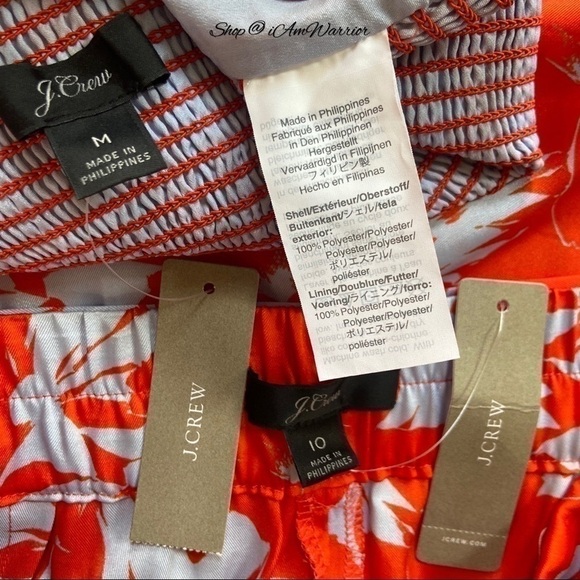 Shop @ iAmWarrior
J.Crew
M
MADE IN
PHILIPPINES
Made in Philippines
Fabriqué aux Philippines
In Den Philippinen
Hergestellt
Vervaardigd in Filipijnen
フィリピン製
Hecho en Filipinas
Shell/Extérieur/Oberstoff/
Buitenkant/シェル/tela
exterior:
100% Polyester/Polyester/
Polyester/Polyester/
ポリエステル/
poliéster
Lining/Doublure/Futter/
Voering/ライニング/forro:
100% Polyester/Polyester/
Polyester/Polyester/
ポリエステル/
poliéster
J.CREW
J.Crew
10
MADE IN
PHILIPPINES
J.CREW
JCREW.COM